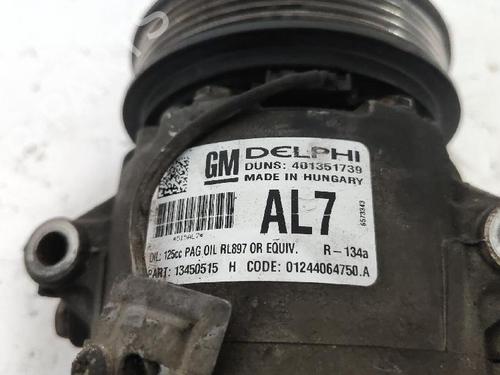 GM DELPHI
DUNS: 401351739
MADE IN HUNGARY
AL7
*515AL7*
6573343
OIL: 125cc PAG OIL RL897 OR EQUIV. R-134a
PART: 13450515 H CODE: 01244064750.A